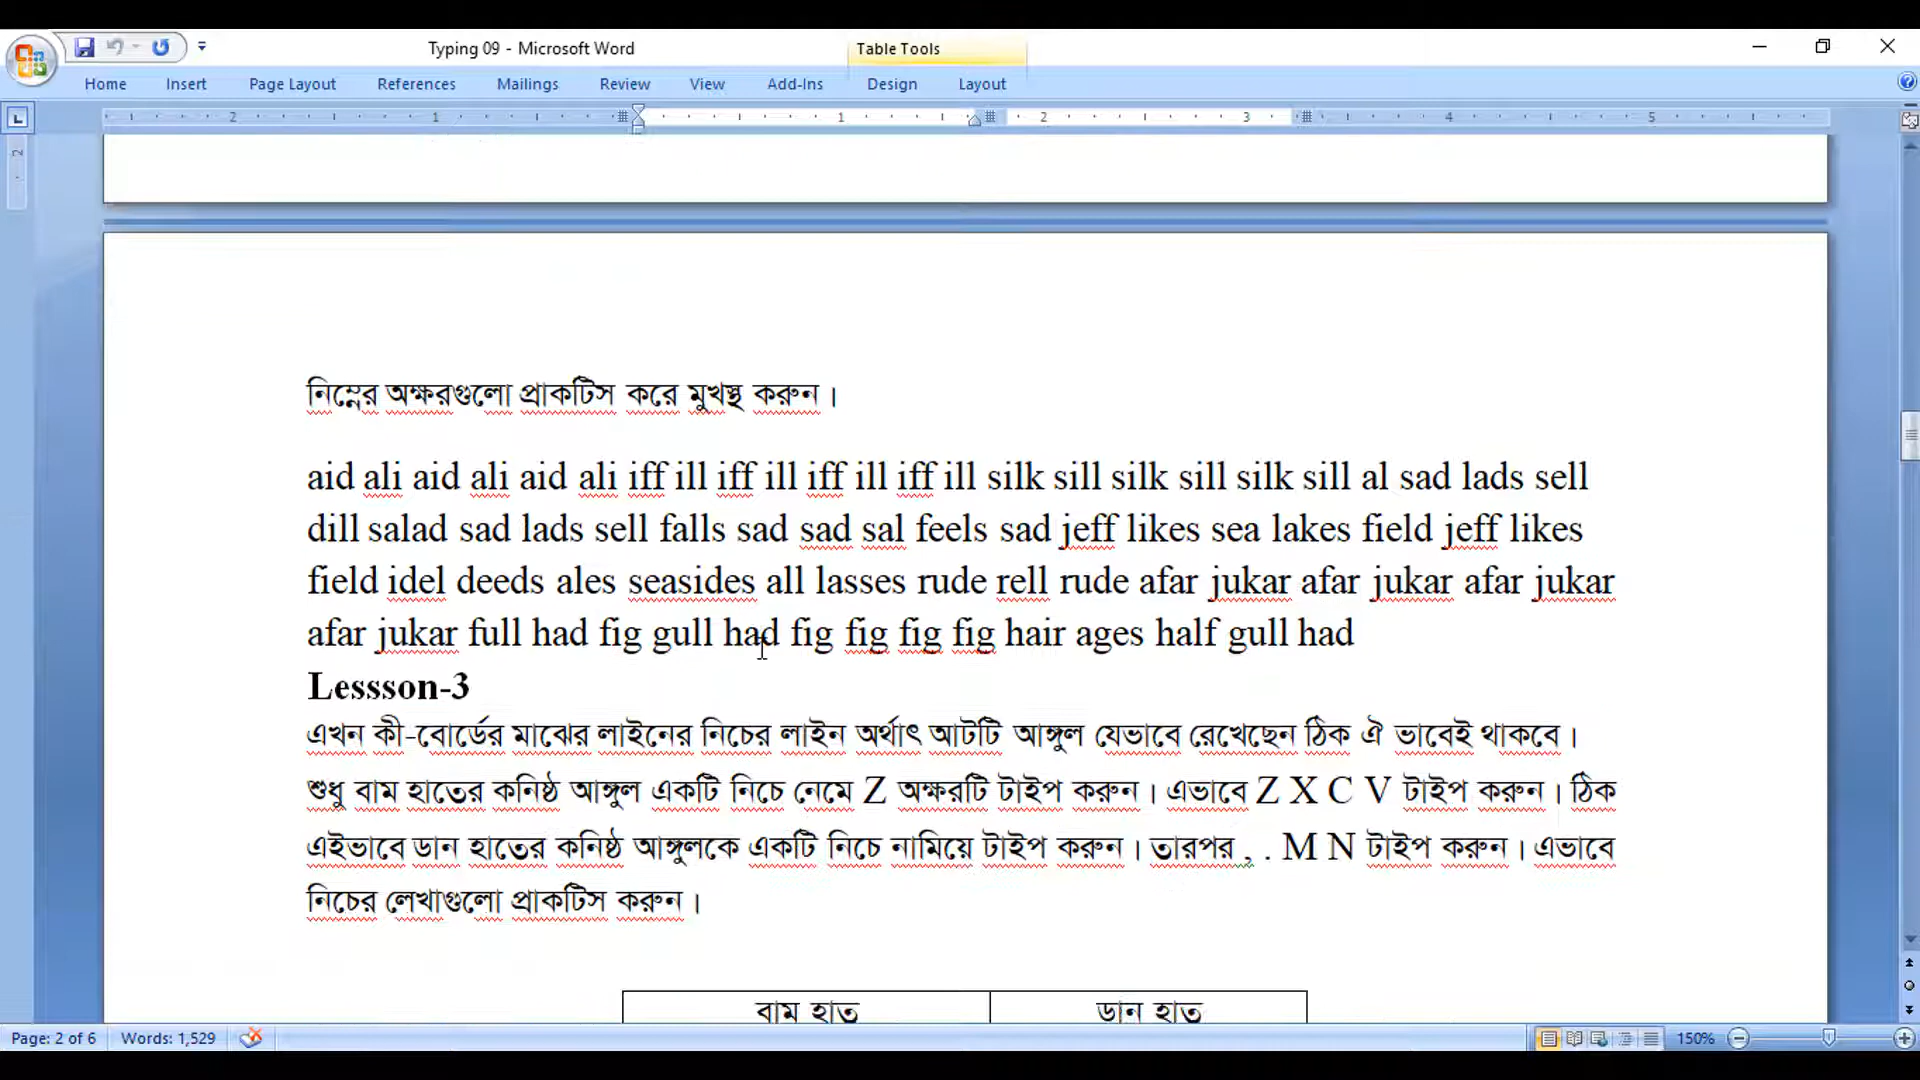 Typing 09 - Microsoft Word
Table Tools
Home Insert Page Layout References Mailings Review View Add-Ins Design Layout
2 1 1 2 3 4 5
নিম্নের অক্ষরগুলো প্রাকটিস করে মুখস্থ করুন।
aid ali aid ali aid ali iff ill iff ill iff ill iff ill silk sill silk sill silk sill al sad lads sell
dill salad sad lads sell falls sad sad sal feels sad jeff likes sea lakes field jeff likes
field idel deeds ales seasides all lasses rude rell rude afar jukar afar jukar afar jukar
afar jukar full had fig gull had fig fig fig fig hair ages half gull had
Lessson-3
এখন কী-বোর্ডের মাঝের লাইনের নিচের লাইন অর্থাৎ আটটি আঙ্গুল যেভাবে রেখেছেন ঠিক ঐ ভাবেই থাকবে।
শুধু বাম হাতের কনিষ্ঠ আঙ্গুল একটি নিচে নেমে Z অক্ষরটি টাইপ করুন। এভাবে Z X C V টাইপ করুন। ঠিক
এইভাবে ডান হাতের কনিষ্ঠ আঙ্গুলকে একটি নিচে নামিয়ে টাইপ করুন। তারপর , . M N টাইপ করুন। এভাবে
নিচের লেখাগুলো প্রাকটিস করুন।
বাম হাত ডান হাত
Page: 2 of 6 Words: 1,529 150%